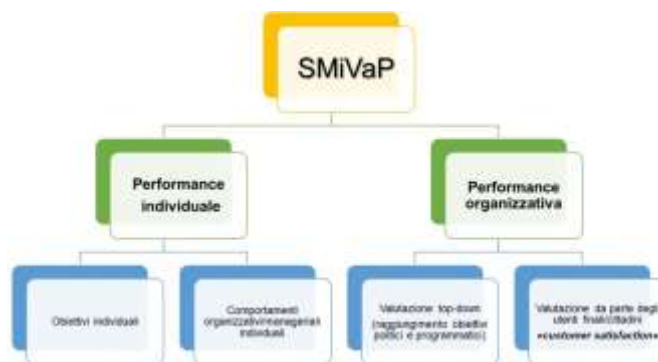 SMiVaP
Performance
individuale
Performance
organizzativa
Obiettivi individuali
Comportamenti
organizzativi/manageriali
individuali
Valutazione top-down
(raggiungimento obiettivi
politici e programmatici)
Valutazione da parte degli
utenti finali/cittadini
«customer satisfaction»